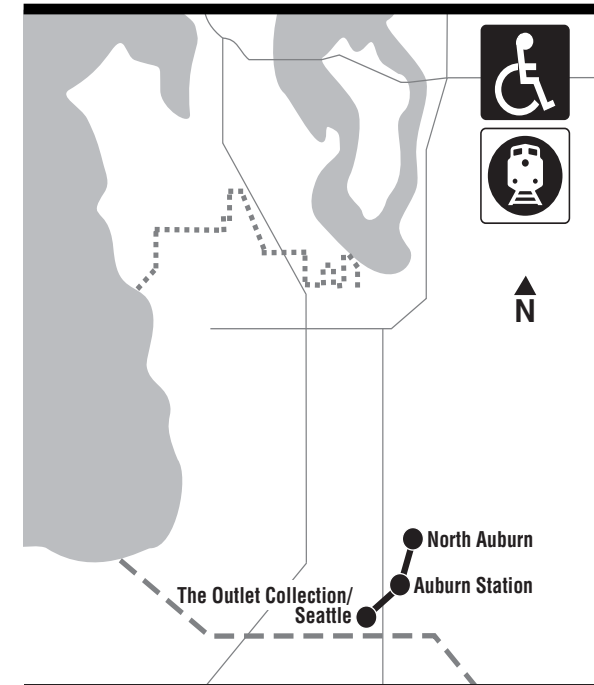 N
North Auburn
Auburn Station
The Outlet Collection/
Seattle